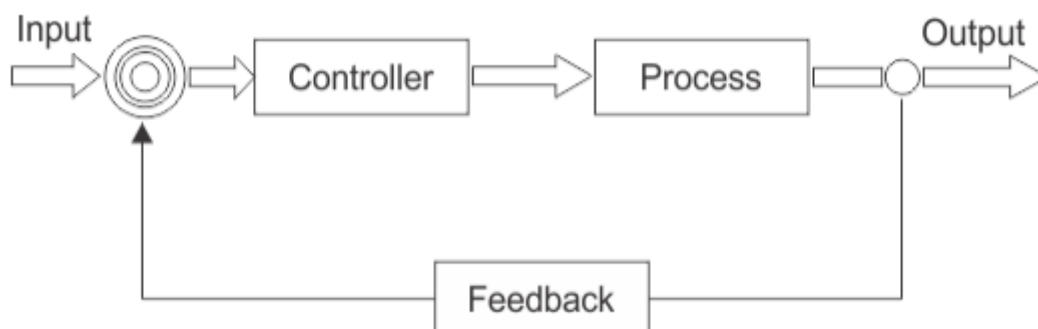 Input
Controller
Process
Output
Feedback